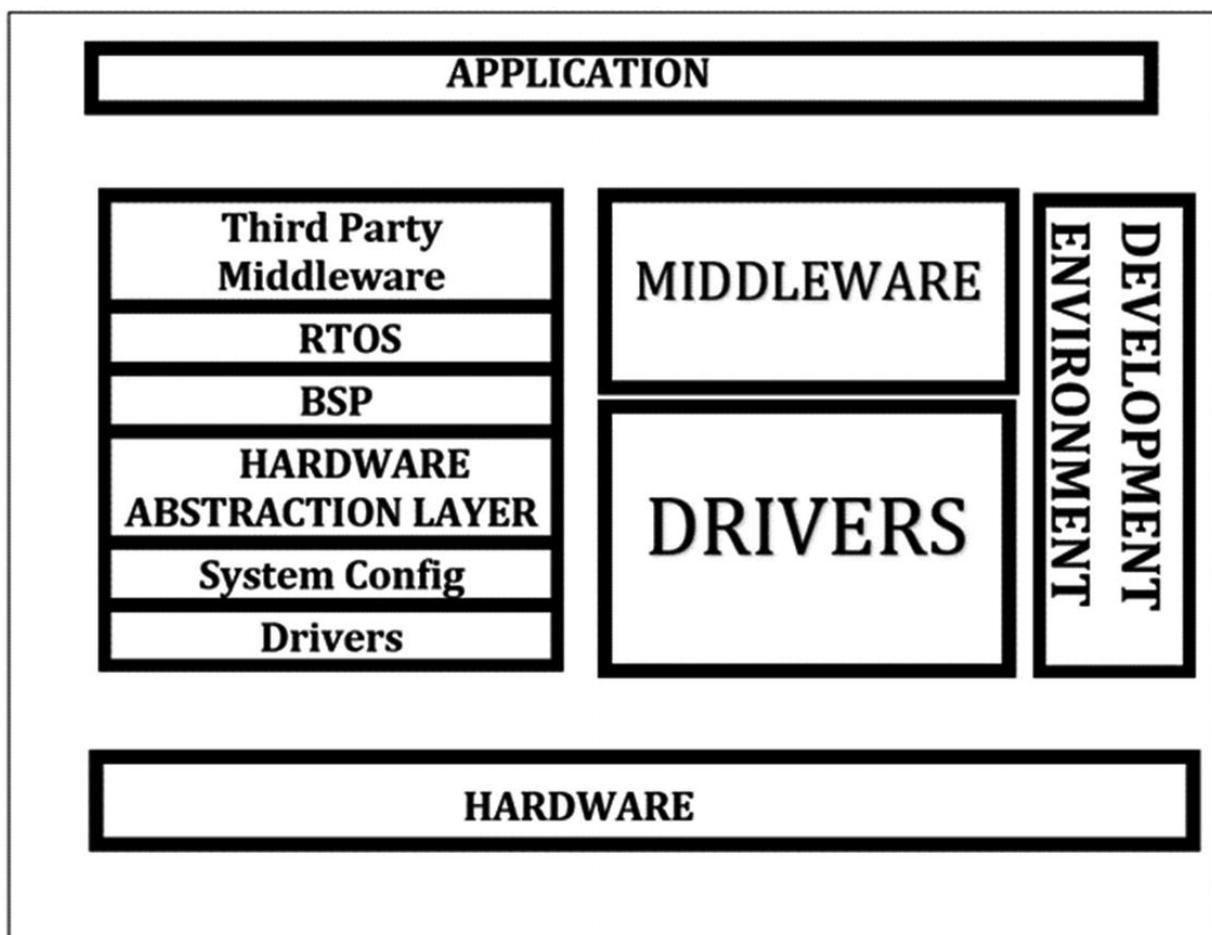 APPLICATION
Third Party
Middleware
RTOS
BSP
HARDWARE
ABSTRACTION LAYER
System Config
Drivers
MIDDLEWARE
DRIVERS
DEVELOPMENT
ENVIRONMENT
HARDWARE